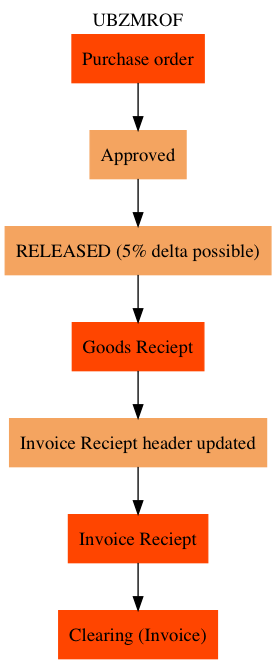 UBZMROF
Purchase order
Approved
RELEASED (5% delta possible)
Goods Reciept
Invoice Reciept header updated
Invoice Reciept
Clearing (Invoice)